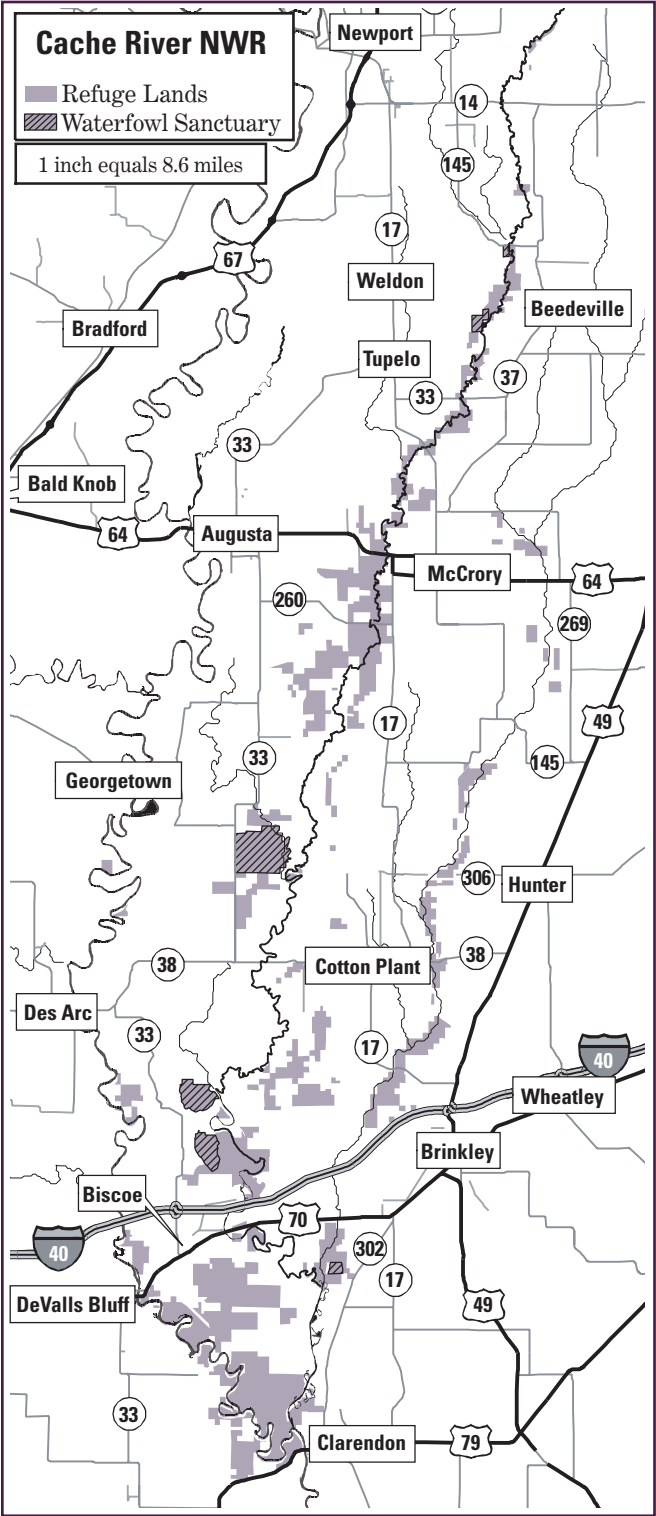 Cache River NWR
Refuge Lands
Waterfowl Sanctuary
1 inch equals 8.6 miles
Newport
14
145
17
67
Weldon
Beedeville
Bradford
Tupelo
37
33
33
Bald Knob
64
Augusta
McCrory
64
260
269
17
49
33
145
Georgetown
306
Hunter
38
Cotton Plant
38
Des Arc
33
17
40
Wheatley
Brinkley
Biscoe
70
40
302
17
DeValls Bluff
49
33
Clarendon
79